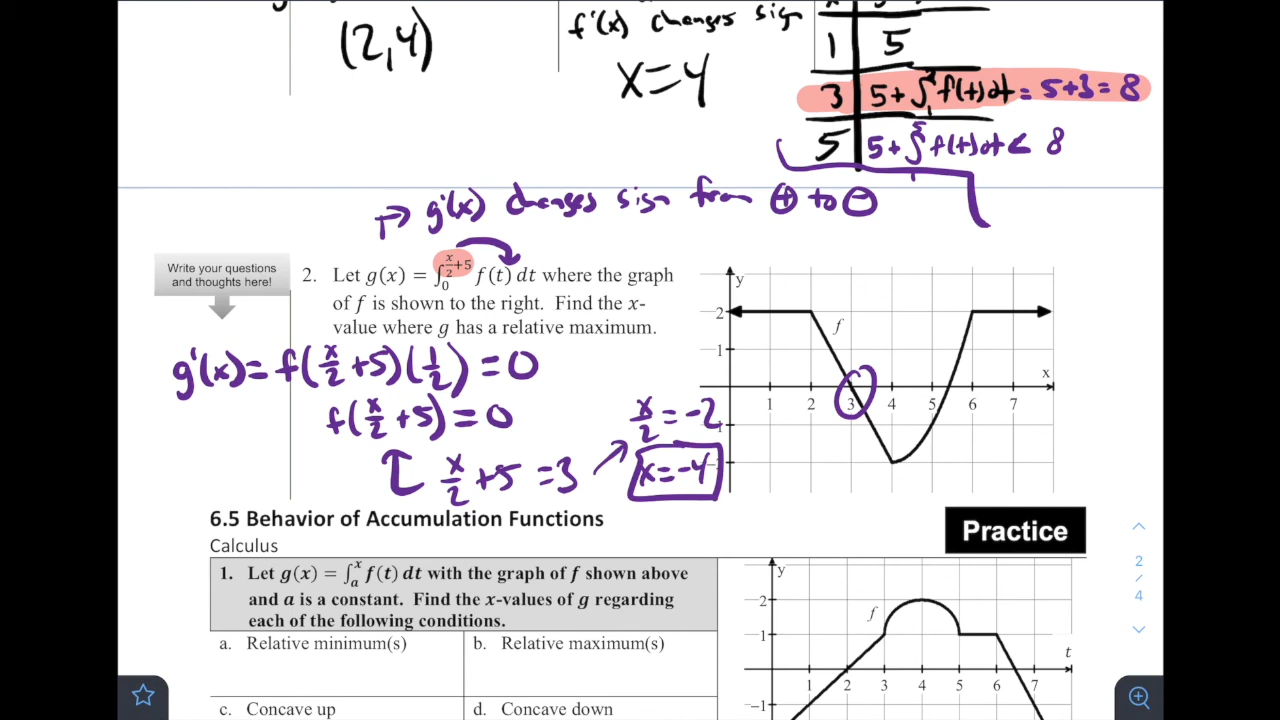 (2,4)
f'(x) changes sign
x=4
1 5
3 5+∫₁³ f(t)dt = 5+3 = 8
5 5+∫₁⁵ f(t)dt < 8
→ g'(x) changes sign from ⊕ to ⊖
Write your questions
and thoughts here!
2. Let g(x) = ∫₀^(x/2+5) f(t) dt where the graph
of f is shown to the right. Find the x-
value where g has a relative maximum.
g'(x) = f(x/2 +5)(1/2) = 0
f(x/2 +5) = 0
x/2 +5 = 3
x/2 = -2
x = -4
y
2
f
1
x
1 2 3 4 5 6 7
6.5 Behavior of Accumulation Functions
Calculus
Practice
1. Let g(x) = ∫ₐˣ f(t) dt with the graph of f shown above
and a is a constant. Find the x-values of g regarding
each of the following conditions.
a. Relative minimum(s) b. Relative maximum(s)
c. Concave up d. Concave down
y
2
f
1
t
1 2 3 4 5 6 7
−1
2
/
4